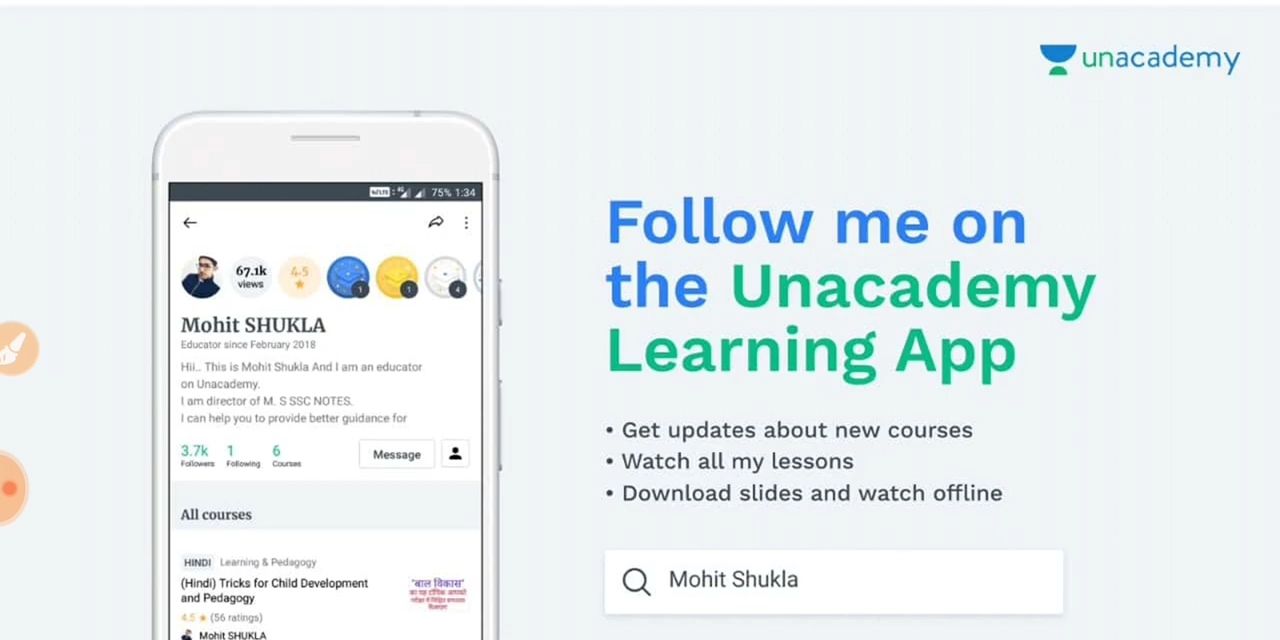 unacademy
75% 1:34
67.1k
views
4.5
1
1
4
Mohit SHUKLA
Educator since February 2018
Hii.. This is Mohit Shukla And I am an educator
on Unacademy.
I am director of M. S SSC NOTES.
I can help you to provide better guidance for
3.7k 1 6
Followers Following Courses
Message
All courses
HINDI Learning & Pedagogy
(Hindi) Tricks for Child Development
and Pedagogy
4.5 ★ (56 ratings)
Mohit SHUKLA
"बाल विकास"
का यह टॉपिक आपको
परीक्षा में
Follow me on
the Unacademy
Learning App
• Get updates about new courses
• Watch all my lessons
• Download slides and watch offline
Mohit Shukla